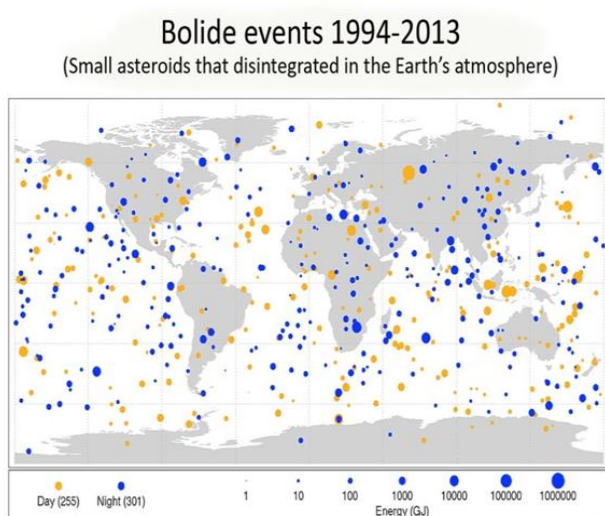 Bolide events 1994-2013
(Small asteroids that disintegrated in the Earth's atmosphere)
Day (255) Night (301) 1 10 100 1000 10000 100000 1000000
Energy (GJ)